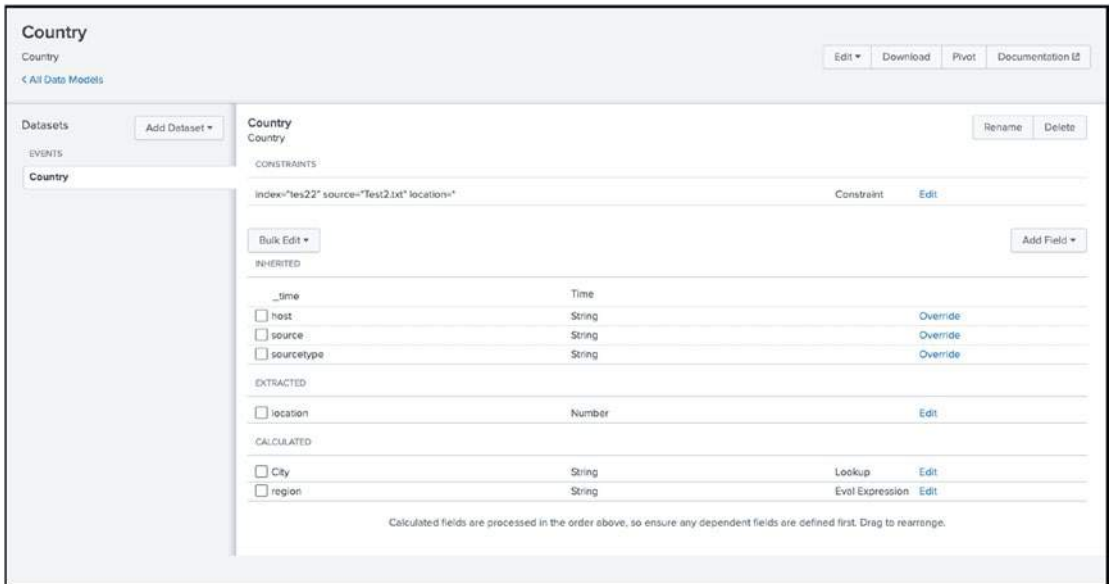 Country
Country
< All Data Models
Edit Download Pivot Documentation
Datasets Add Dataset
EVENTS
Country
Country
Country
Rename Delete
CONSTRAINTS
index="tes22" source="Test2.txt" location=* Constraint Edit
Bulk Edit Add Field
INHERITED
_time Time
host String Override
source String Override
sourcetype String Override
EXTRACTED
location Number Edit
CALCULATED
City String Lookup Edit
region String Eval Expression Edit
Calculated fields are processed in the order above, so ensure any dependent fields are defined first. Drag to rearrange.